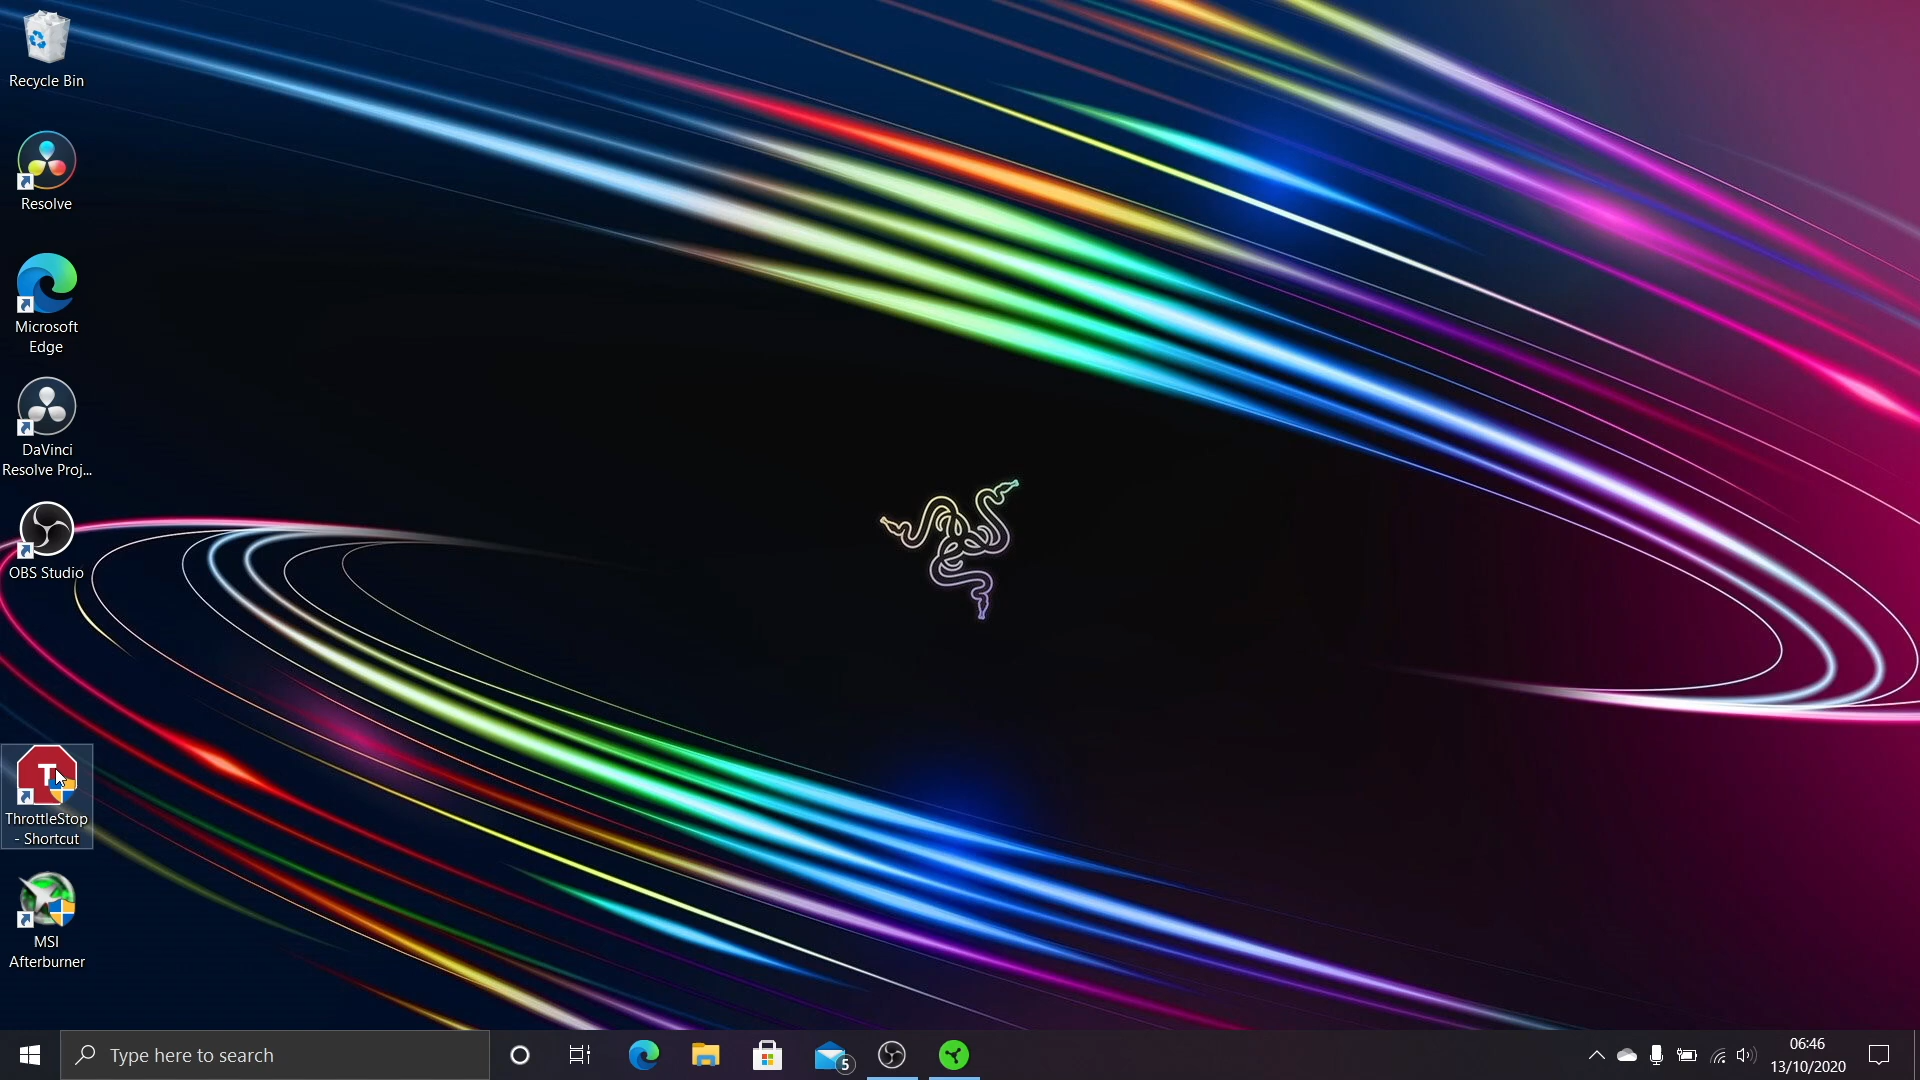 Recycle Bin
Resolve
Microsoft
Edge
DaVinci
Resolve Proj...
OBS Studio
T
ThrottleStop
- Shortcut
MSI
Afterburner
Type here to search
5
06:46
13/10/2020